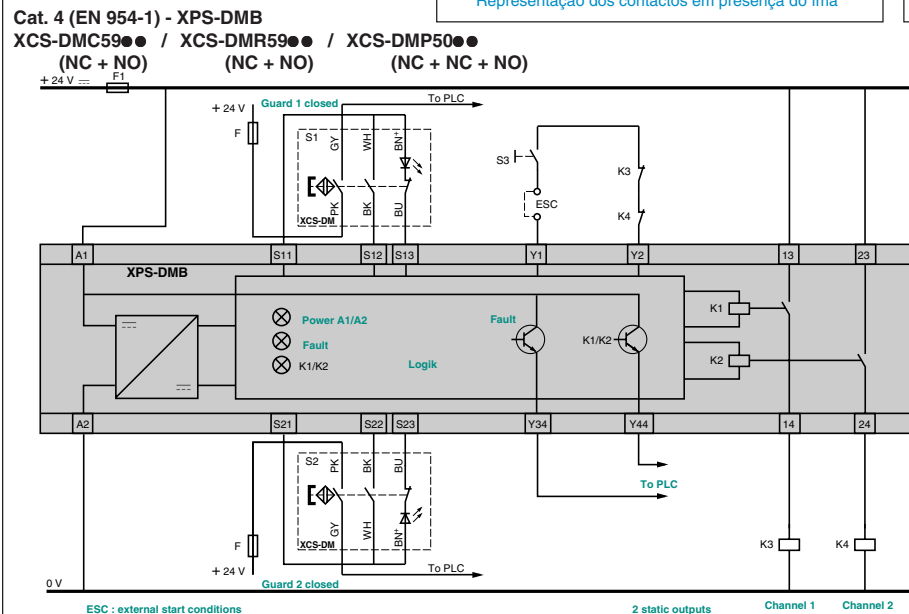 Representação dos contactos em presença do ímã
Cat. 4 (EN 954-1) - XPS-DMB
XCS-DMC59●● / XCS-DMR59●● / XCS-DMP50●●
(NC + NO) (NC + NO) (NC + NC + NO)
+ 24 V F1
+ 24 V Guard 1 closed To PLC
F S1 GY WH BN+
S3 K3
ESC
K4
PK BK BU
XCS-DM
A1 S11 S12 S13 Y1 Y2 13 23
XPS-DMB
Power A1/A2 Fault K1
Fault K1/K2
K1/K2 Logik K2
A2 S21 S22 S23 Y34 Y44 14 24
S2 PK BK BU
To PLC
GY WH BN+
F XCS-DM K3 K4
+ 24 V To PLC
Guard 2 closed
0 V
ESC : external start conditions 2 static outputs Channel 1 Channel 2